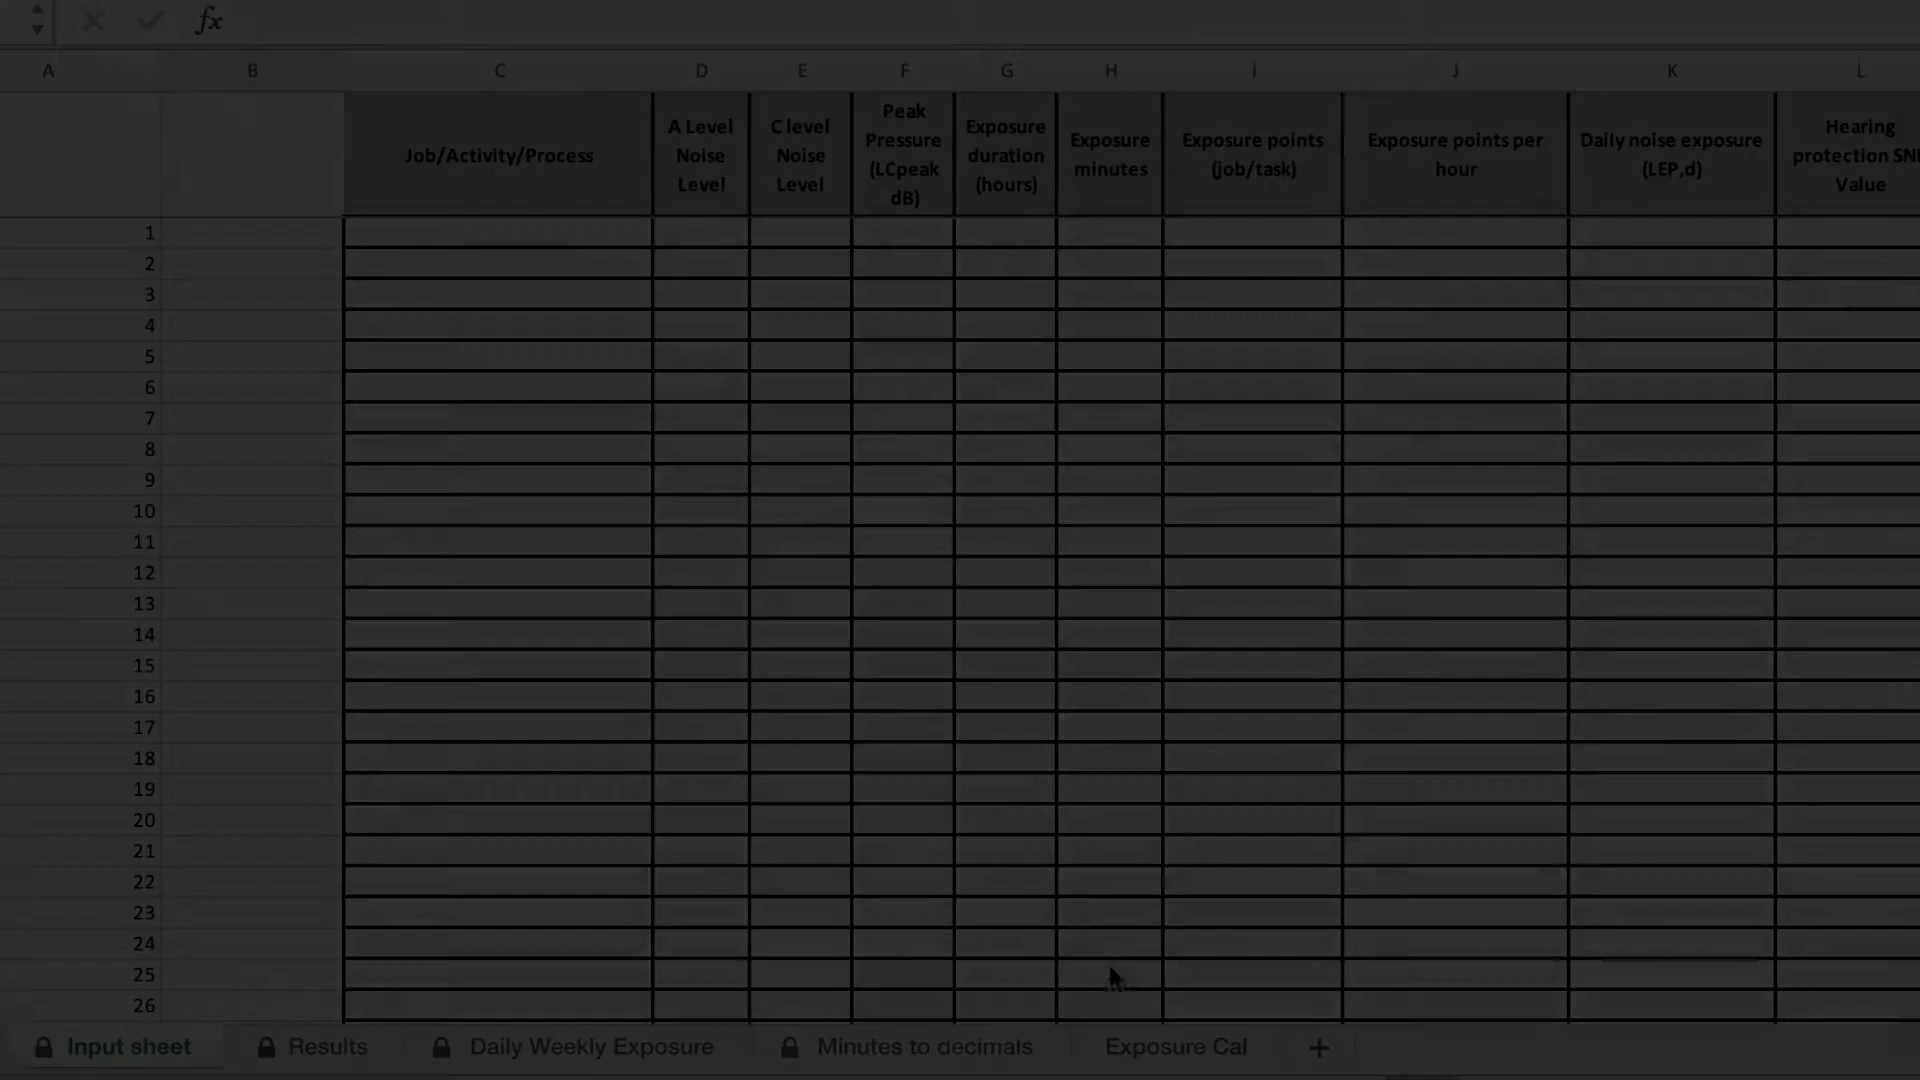 fx
A B C D E F G H I J K L
Job/Activity/Process
A Level
Noise
Level
C level
Noise
Level
Peak
Pressure
(LCpeak
dB)
Exposure
duration
(hours)
Exposure
minutes
Exposure points
(job/task)
Exposure points per
hour
Daily noise exposure
(LEP,d)
Hearing
protection
Value
1
2
3
4
5
6
7
8
9
10
11
12
13
14
15
16
17
18
19
20
21
22
23
24
25
26
Input sheet Results Daily Weekly Exposure Minutes to decimals Exposure Cal +